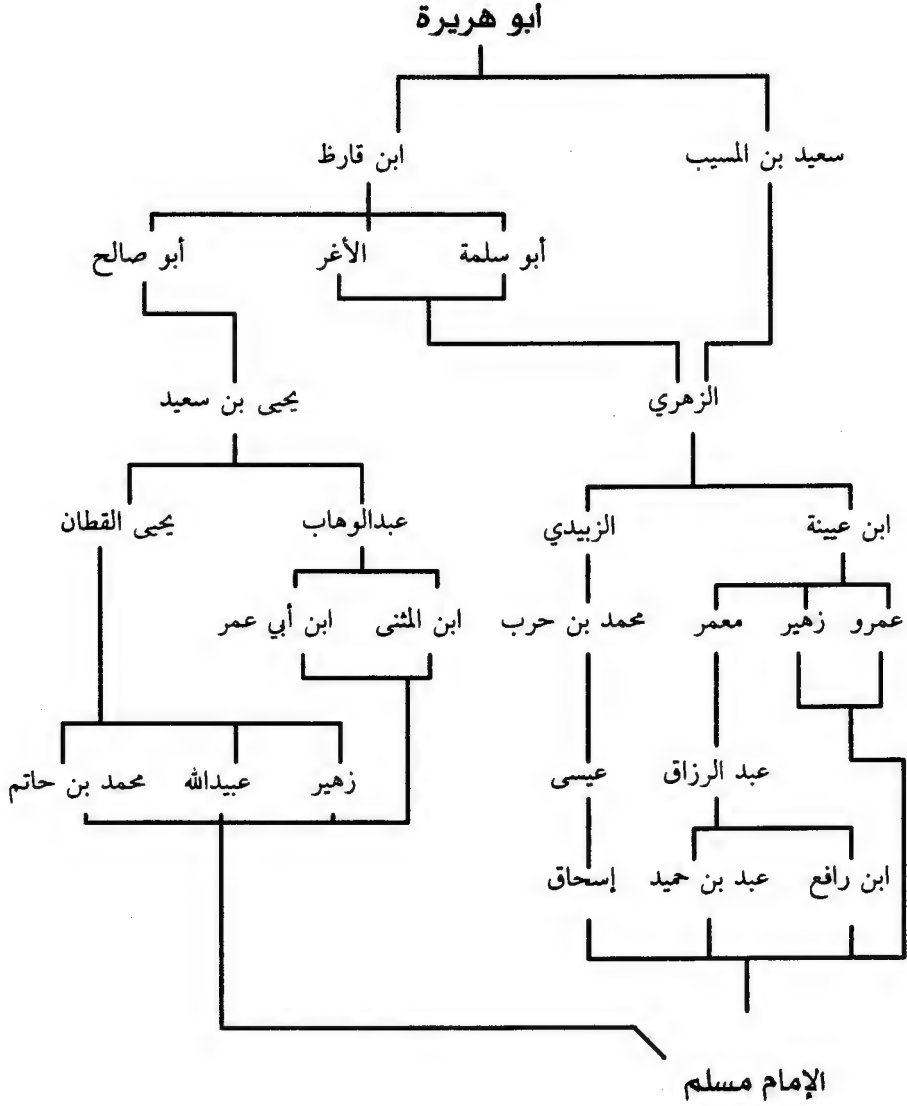 أبو هريرة
سعيد بن المسيب
ابن قارظ
أبو سلمة
الأغر
أبو صالح
الزهري
يحيى بن سعيد
ابن عيينة
الزبيدي
عبدالوهاب
يحيى القطان
عمرو
زهير
معمر
محمد بن حرب
ابن المثنى
ابن أبي عمر
عبد الرزاق
عيسى
زهير
عبيدالله
محمد بن حاتم
ابن رافع
عبد بن حميد
إسحاق
الإمام مسلم